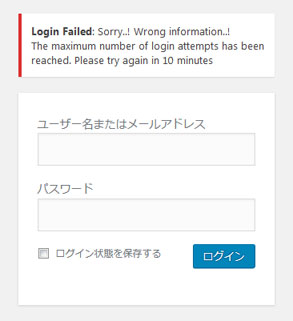 Login Failed: Sorry..! Wrong information..!
The maximum number of login attempts has been
reached. Please try again in 10 minutes
ユーザー名またはメールアドレス
パスワード
ログイン状態を保存する
ログイン